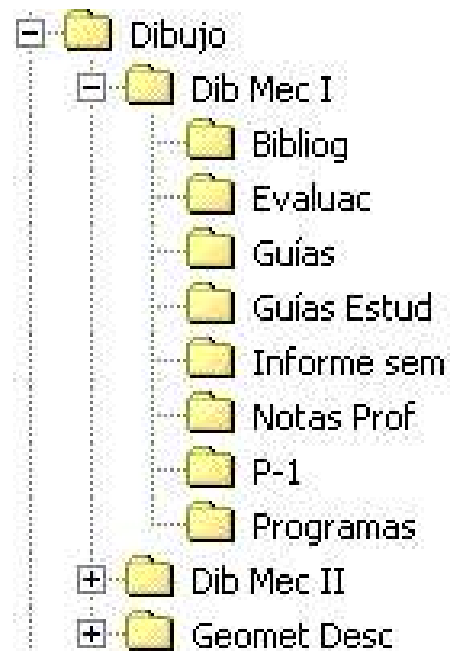 Dibujo
Dib Mec I
Bibliog
Evaluac
Guías
Guías Estud
Informe sem
Notas Prof
P-1
Programas
Dib Mec II
Geomet Desc